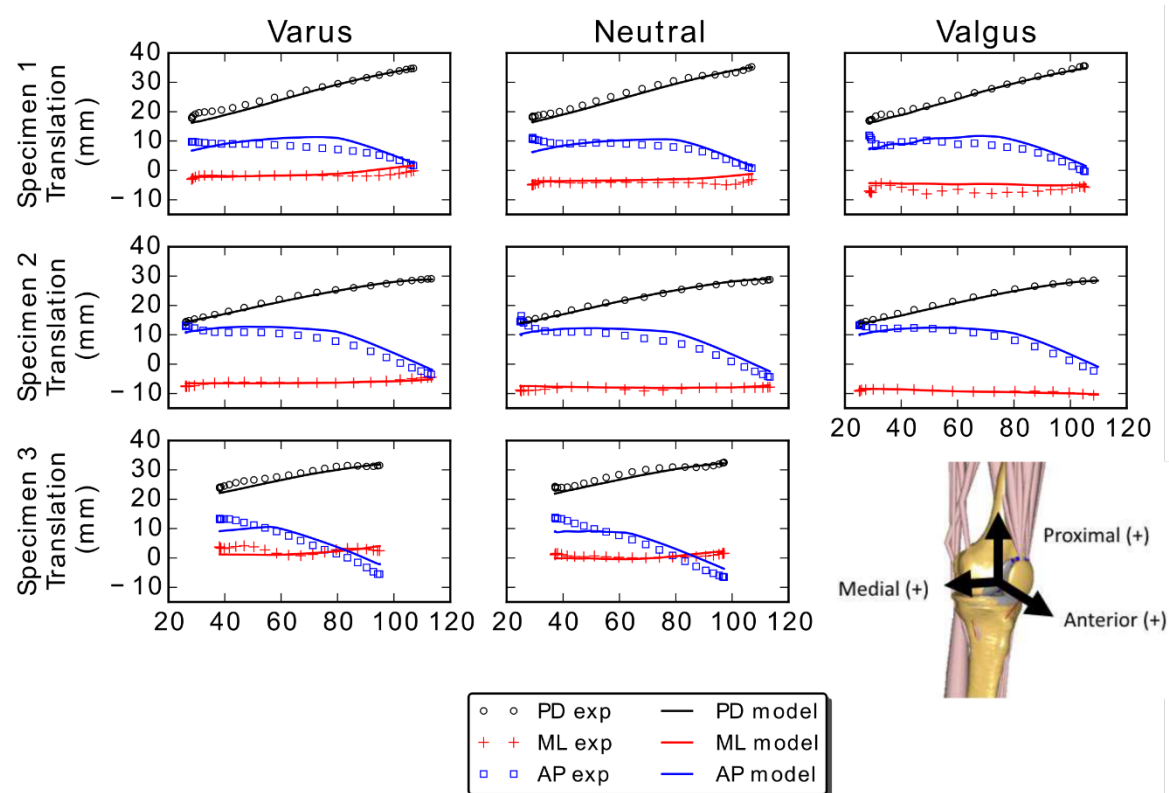 Varus Neutral Valgus
Specimen 1
Translation
(mm)
40
30
20
10
0
− 10
Specimen 2
Translation
(mm)
40
30
20
10
0
− 10
20 40 60 80 100 120
Specimen 3
Translation
(mm)
40
30
20
10
0
− 10
20 40 60 80 100 120 20 40 60 80 100 120
Proximal (+)
Medial (+)
Anterior (+)
PD exp PD model
ML exp ML model
AP exp AP model